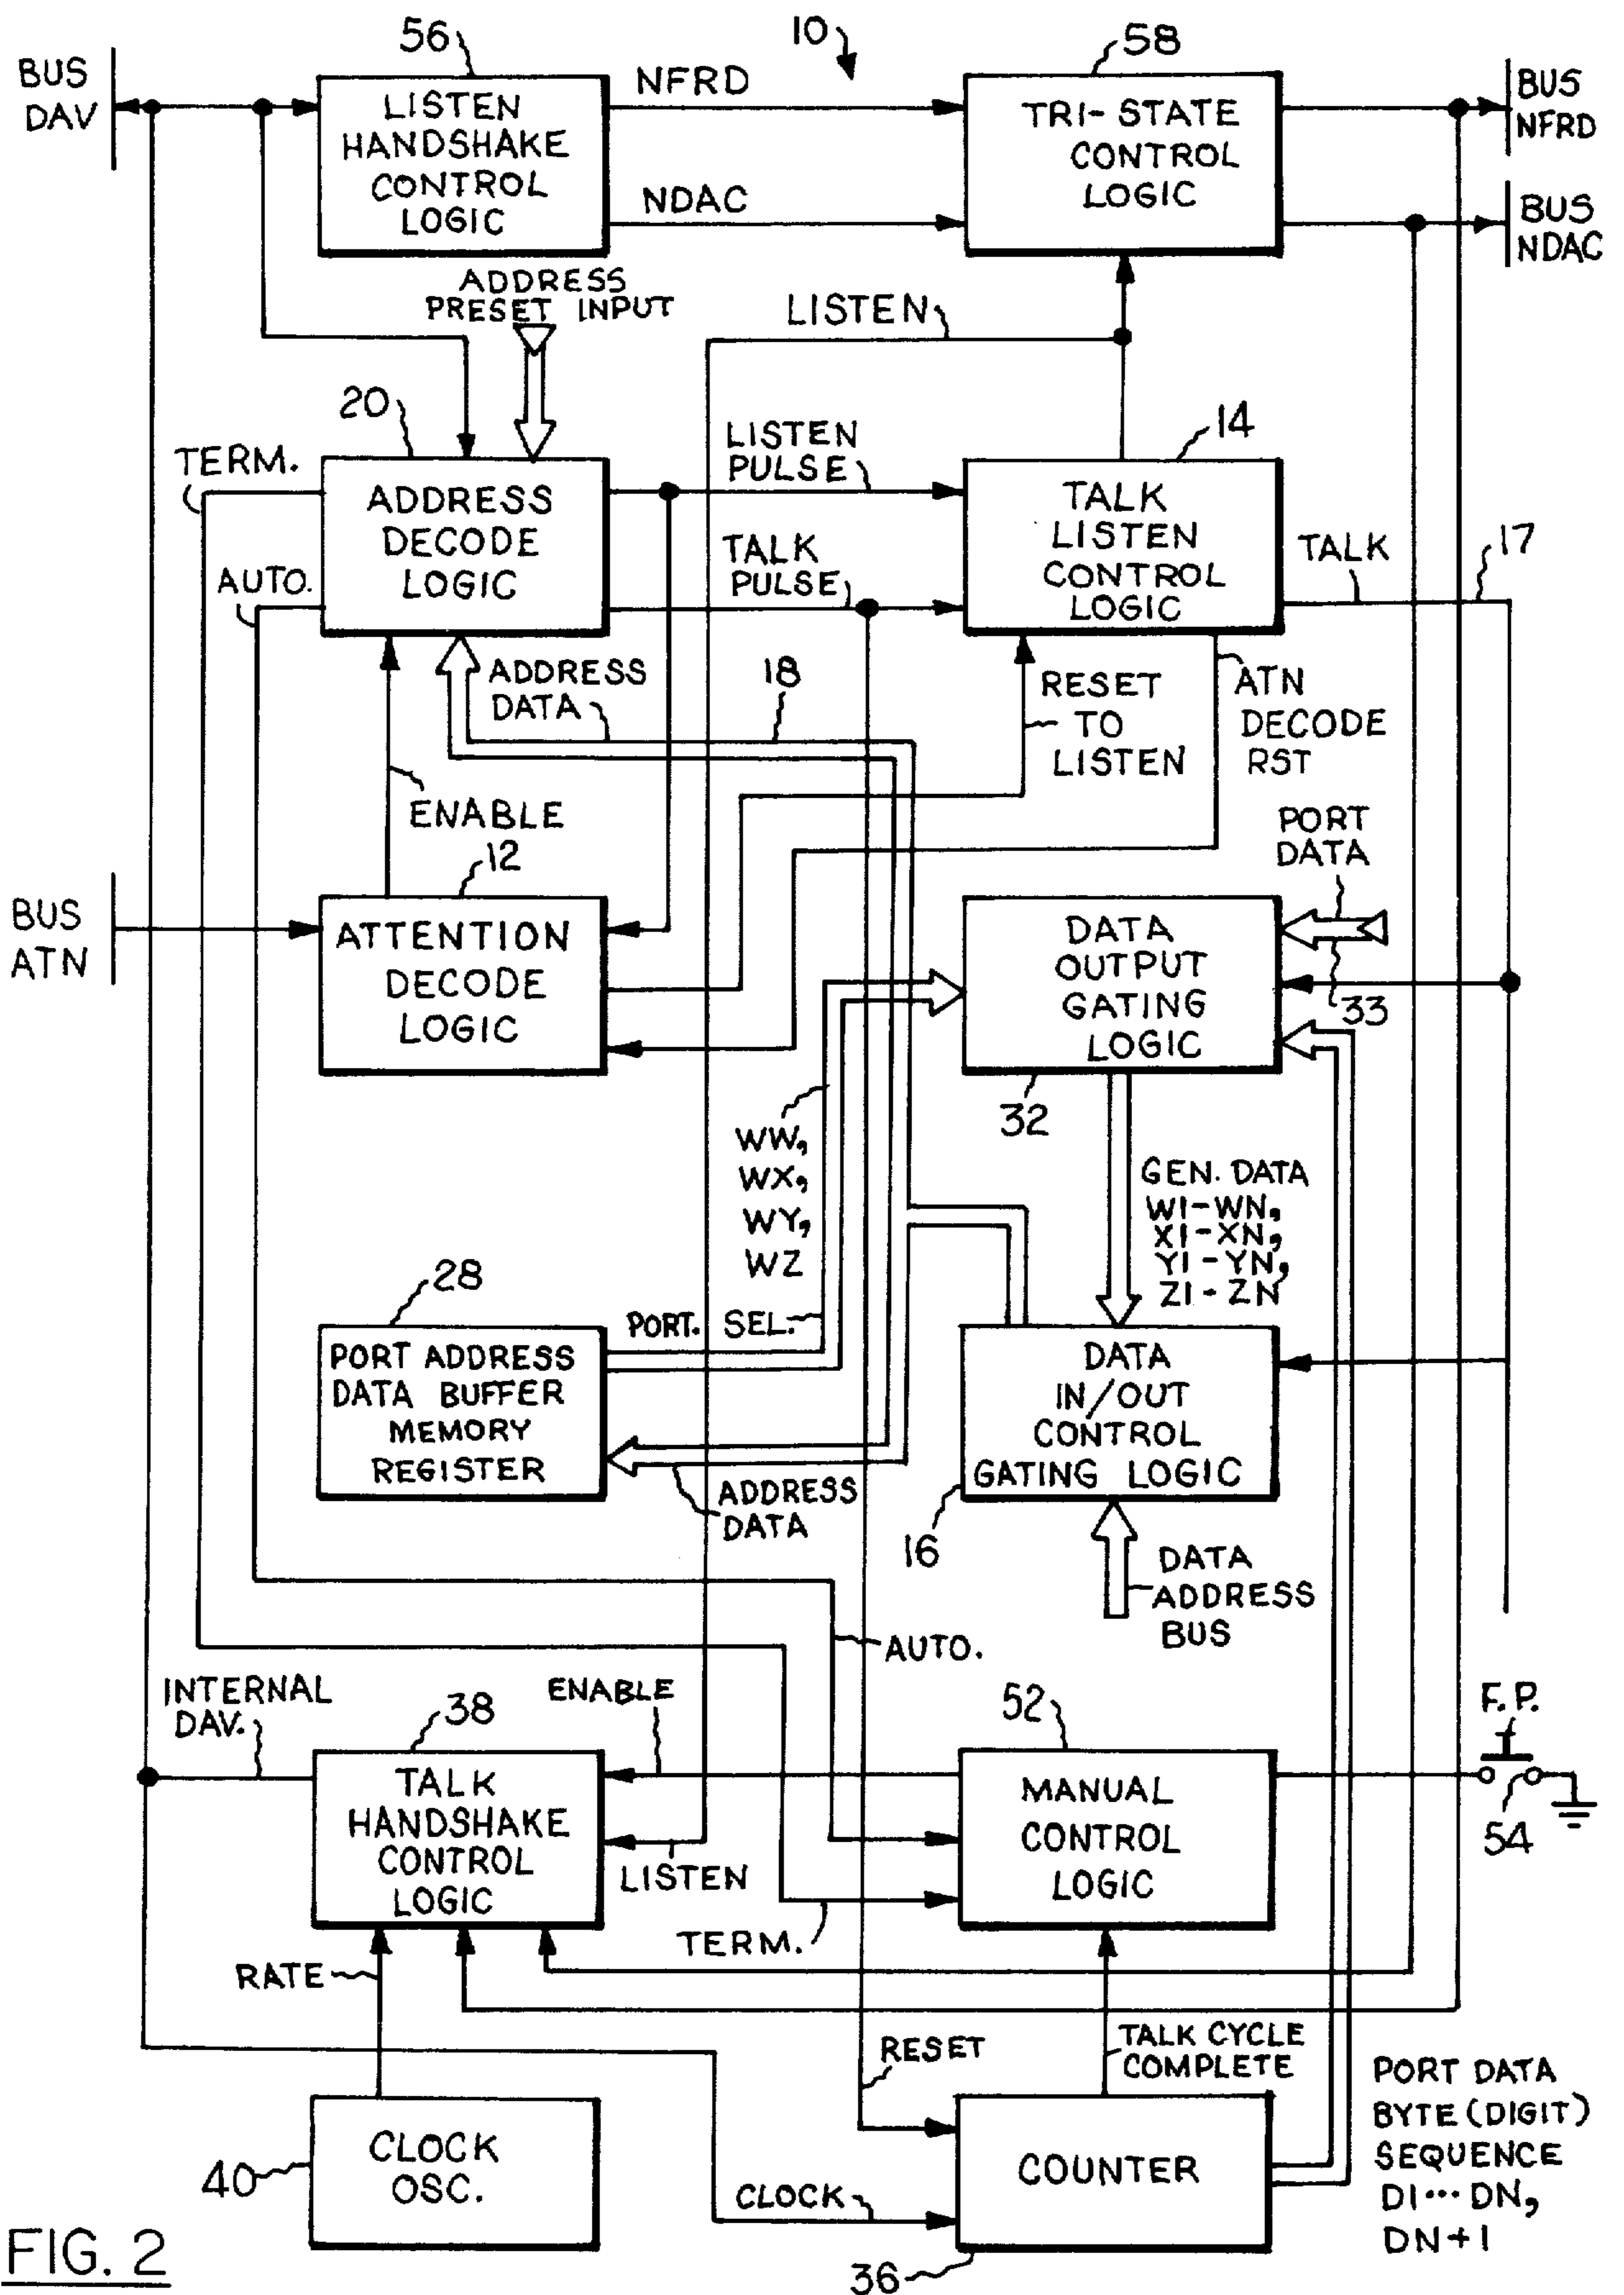 10
56
58
BUS
DAV
LISTEN
HANDSHAKE
CONTROL
LOGIC
NFRD
NDAC
TRI-STATE
CONTROL
LOGIC
BUS
NFRD
BUS
NDAC
ADDRESS
PRESET INPUT
LISTEN
20
14
TERM.
AUTO.
ADDRESS
DECODE
LOGIC
LISTEN
PULSE
TALK
PULSE
TALK
LISTEN
CONTROL
LOGIC
TALK
17
ADDRESS
DATA
18
RESET
TO
LISTEN
ATN
DECODE
RST
ENABLE
12
BUS
ATN
ATTENTION
DECODE
LOGIC
PORT
DATA
33
DATA
OUTPUT
GATING
LOGIC
32
WW,
WX,
WY,
WZ
GEN. DATA
W1-WN,
X1-XN,
Y1-YN,
Z1-ZN
28
PORT. SEL.
PORT ADDRESS
DATA BUFFER
MEMORY
REGISTER
ADDRESS
DATA
DATA
IN/OUT
CONTROL
GATING LOGIC
16
DATA
ADDRESS
BUS
AUTO.
INTERNAL
DAV.
38
ENABLE
52
F.P.
54
TALK
HANDSHAKE
CONTROL
LOGIC
LISTEN
MANUAL
CONTROL
LOGIC
TERM.
RATE
RESET
TALK CYCLE
COMPLETE
PORT DATA
BYTE (DIGIT)
SEQUENCE
D1...DN,
DN+1
CLOCK
OSC.
40
CLOCK
COUNTER
36
FIG. 2